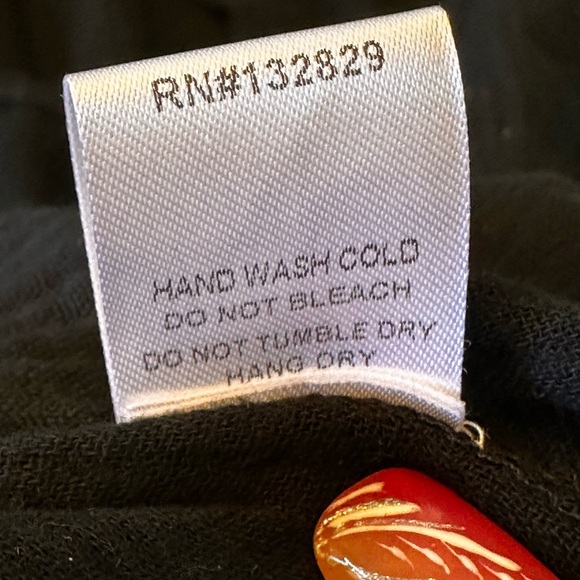 RN#132829
HAND WASH COLD
DO NOT BLEACH
DO NOT TUMBLE DRY
HANG DRY